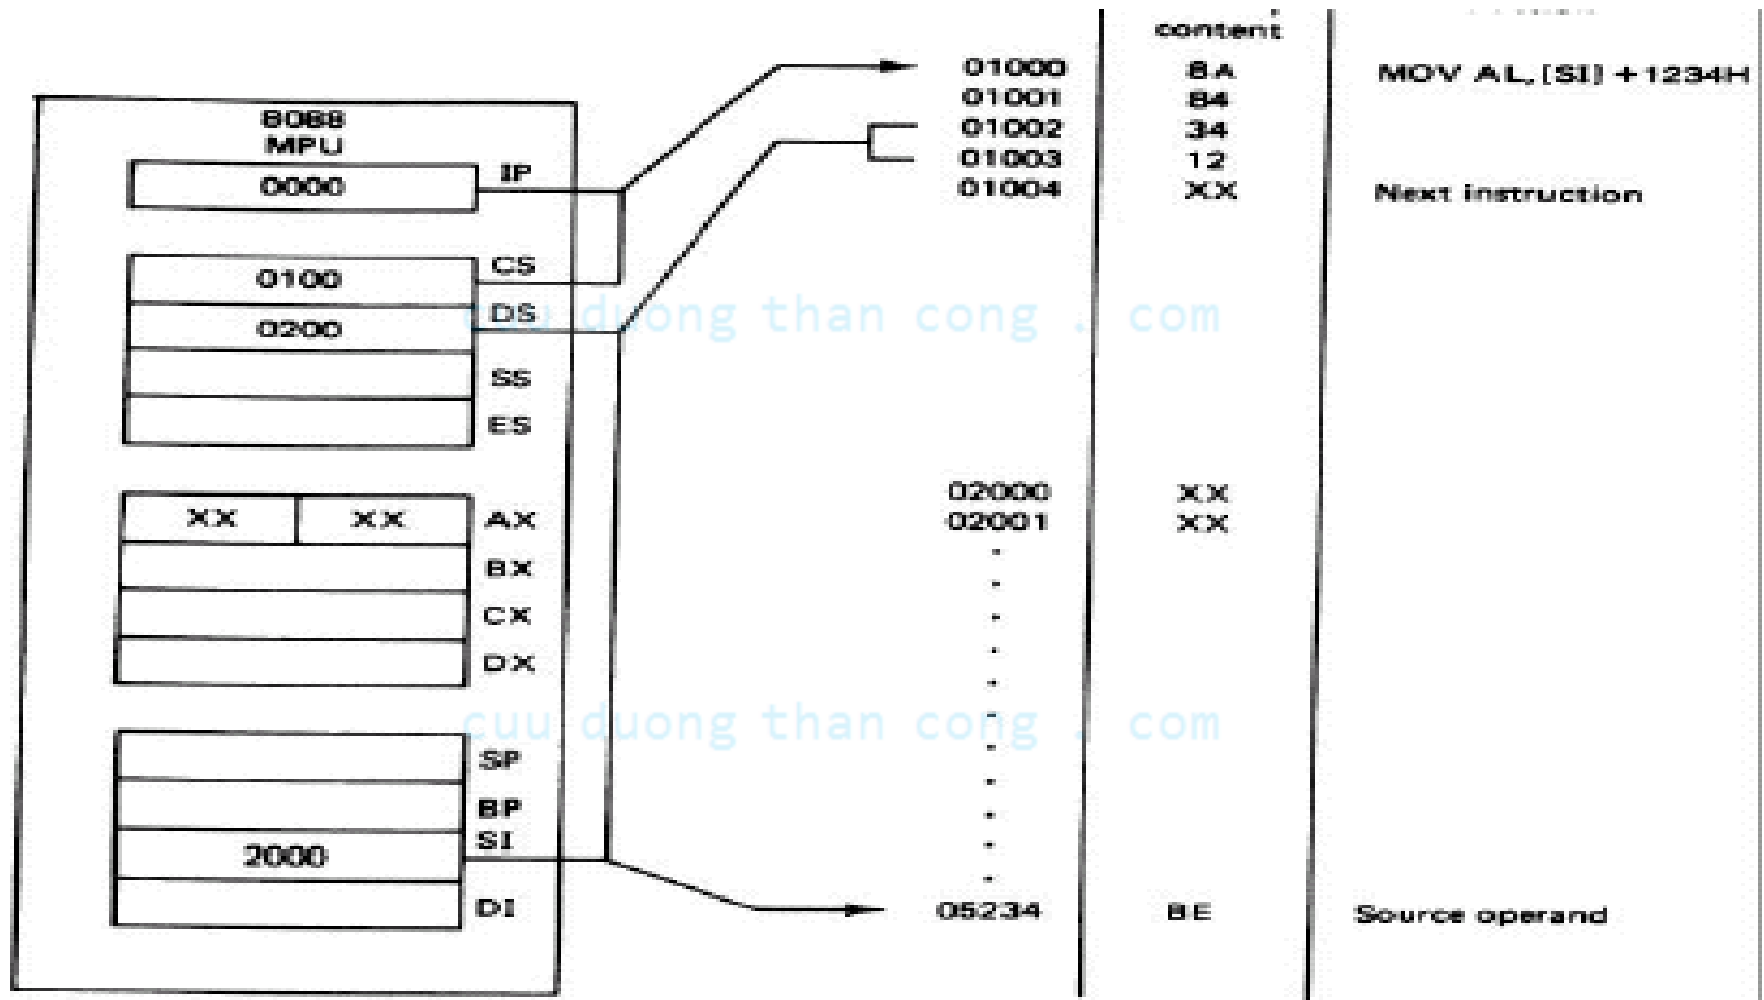 content
8088
MPU
0000 IP
0100 CS
0200 DS
SS
ES
XX XX AX
BX
CX
DX
SP
BP
2000 SI
DI
01000 8A MOV AL, [SI] + 1234H
01001 84
01002 34
01003 12
01004 XX Next instruction
02000 XX
02001 XX
05234 BE Source operand
cuu duong than cong . com
cuu duong than cong . com